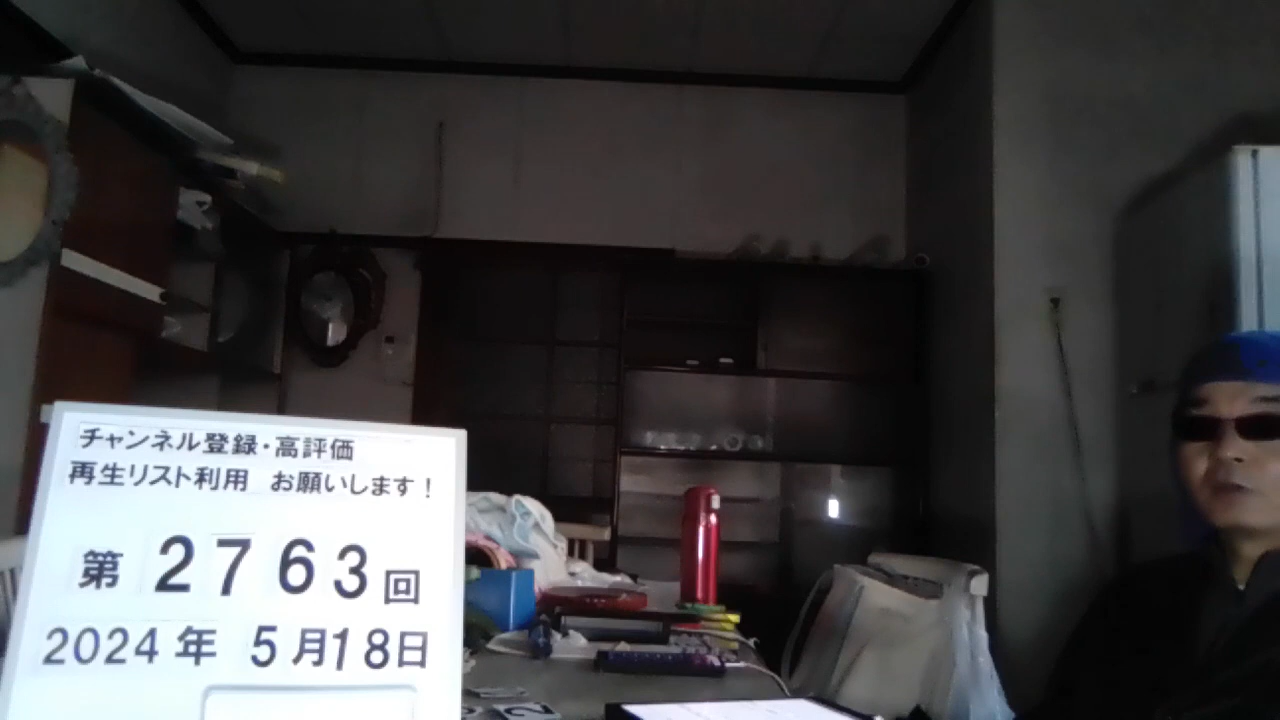 チャンネル登録・高評価
再生リスト利用　お願いします！
第 2763 回
2024 年 5月18日
2